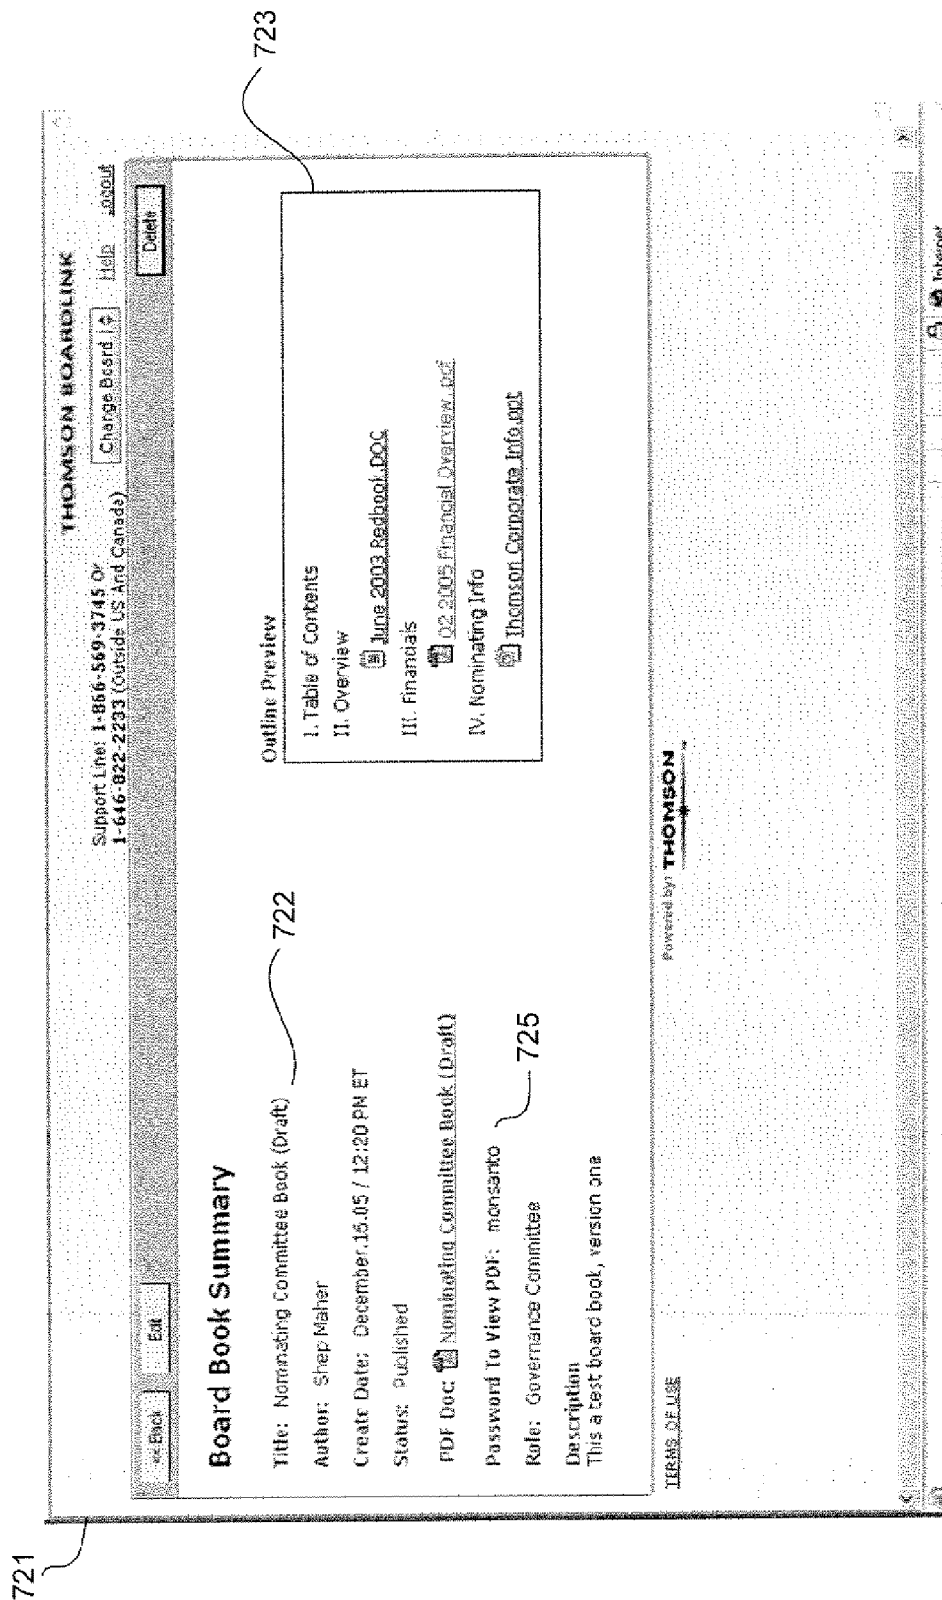 721
THOMSON BOARDLINK
Support Line: 1-866-569-3745 Or
1-646-822-2233 (Outside US And Canada)
Change Board
Help
Logout
<< Back
Edit
Delete
Board Book Summary
Title: Nominating Committee Book (Draft)
722
Author: Shep Maher
Create Date: December.16.05 / 12:20 PM ET
Status: Published
PDF Doc: Nominating Committee Book (Draft)
Password To View PDF: monsanto
725
Role: Governance Committee
Description
This a test board book, version one
Outline Preview
723
I. Table of Contents
II. Overview
June 2003 Redbook.DOC
III. Financials
Q2 2005 Financial Overview.pdf
IV. Nominating Info
Thomson Corporate Info.ppt
TERMS OF USE
Powered by: THOMSON
Internet